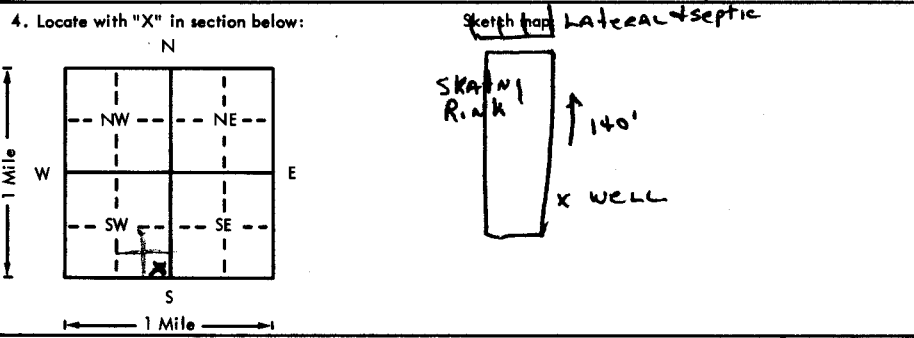 4. Locate with "X" in section below:
N
NW
NE
W
E
SW
SE
X
S
1 Mile
1 Mile
Sketch map: LATERAL + SEPTIC
SKATIN
RINK
140'
X WELL